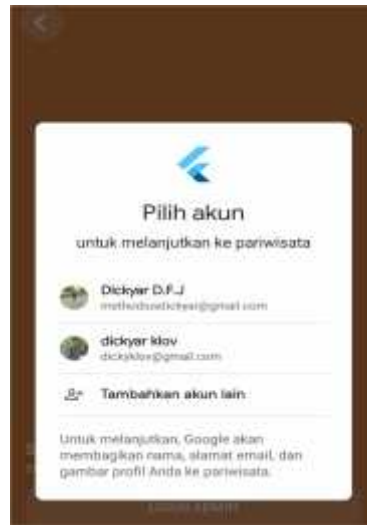 Pilih akun
untuk melanjutkan ke pariwisata
Dickyar D.F.J
dickyar klov
dickyklov@gmail.com
Tambahkan akun lain
Untuk melanjutkan, Google akan
membagikan nama, alamat email, dan
gambar profil Anda ke pariwisata.